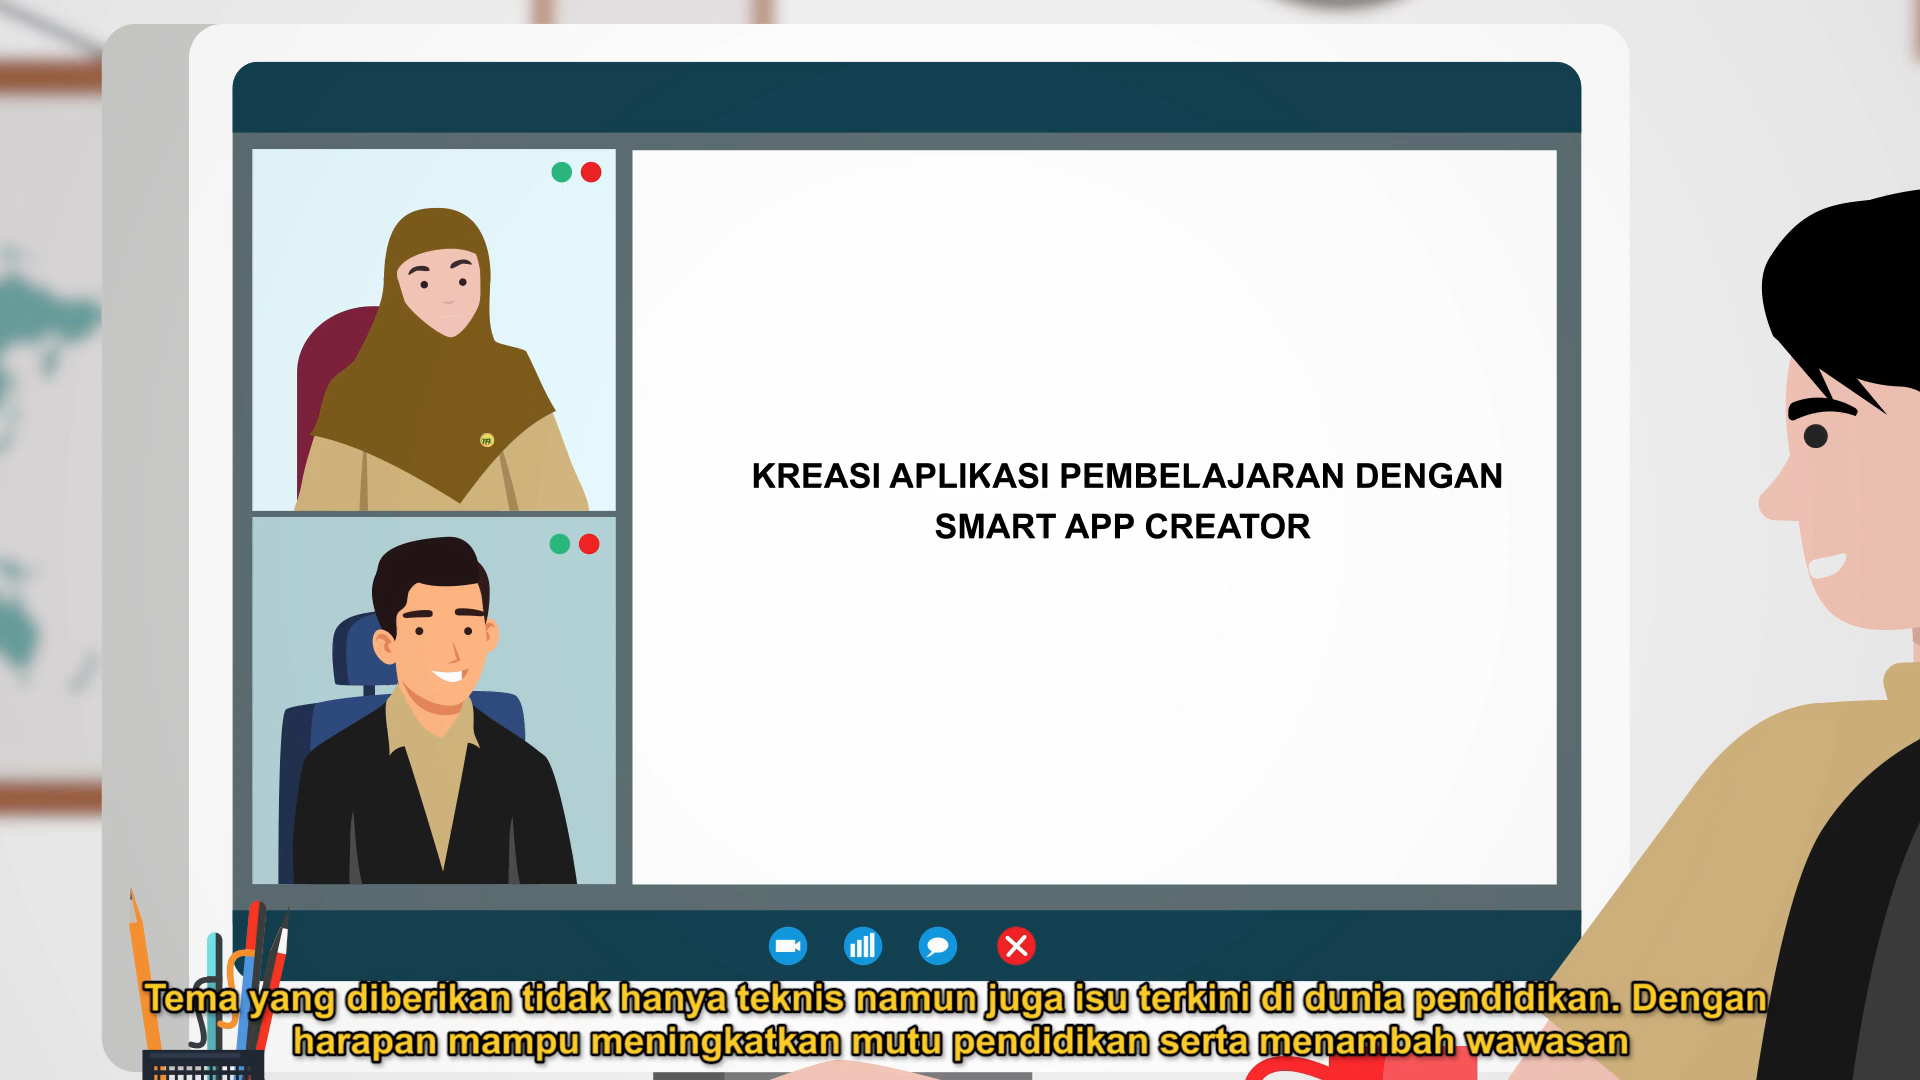 KREASI APLIKASI PEMBELAJARAN DENGAN
SMART APP CREATOR
Tema yang diberikan tidak hanya teknis namun juga isu terkini di dunia pendidikan. Dengan
harapan mampu meningkatkan mutu pendidikan serta menambah wawasan